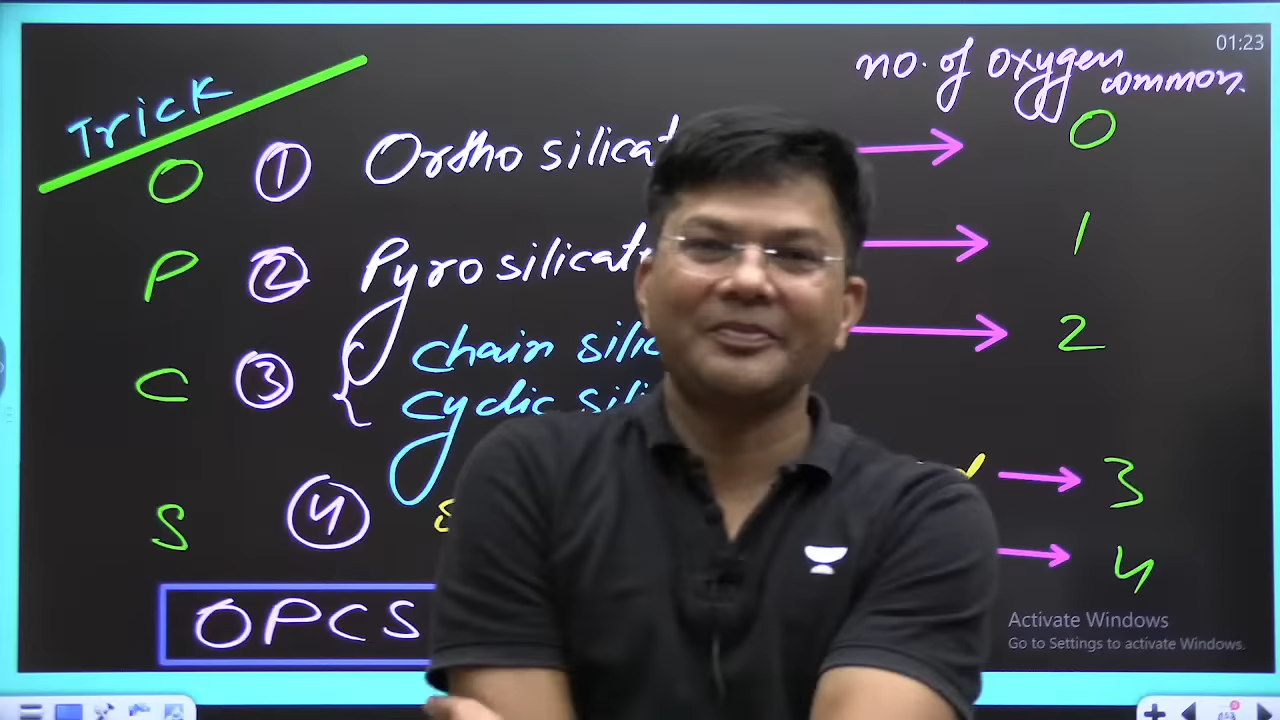 01:23
no. of oxygen common.
Trick
O ① Ortho silicat 0
P ② Pyro silicat 1
C ③ { chain sili 2
cyclic sili
S ④ 3
4
OPCS
Activate Windows
Go to Settings to activate Windows.